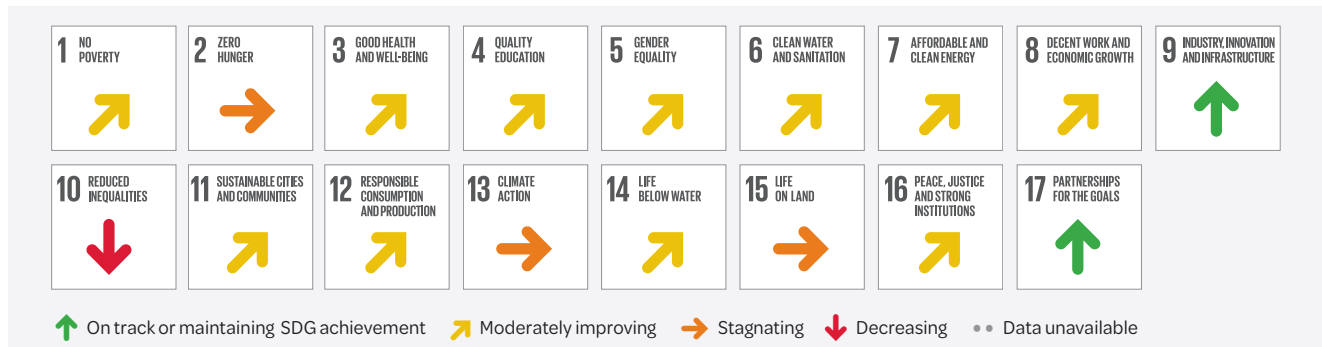 1 NO
POVERTY
2 ZERO
HUNGER
3 GOOD HEALTH
AND WELL-BEING
4 QUALITY
EDUCATION
5 GENDER
EQUALITY
6 CLEAN WATER
AND SANITATION
7 AFFORDABLE AND
CLEAN ENERGY
8 DECENT WORK AND
ECONOMIC GROWTH
9 INDUSTRY, INNOVATION
AND INFRASTRUCTURE
10 REDUCED
INEQUALITIES
11 SUSTAINABLE CITIES
AND COMMUNITIES
12 RESPONSIBLE
CONSUMPTION
AND PRODUCTION
13 CLIMATE
ACTION
14 LIFE
BELOW WATER
15 LIFE
ON LAND
16 PEACE, JUSTICE
AND STRONG
INSTITUTIONS
17 PARTNERSHIPS
FOR THE GOALS
On track or maintaining SDG achievement
Moderately improving
Stagnating
Decreasing
Data unavailable